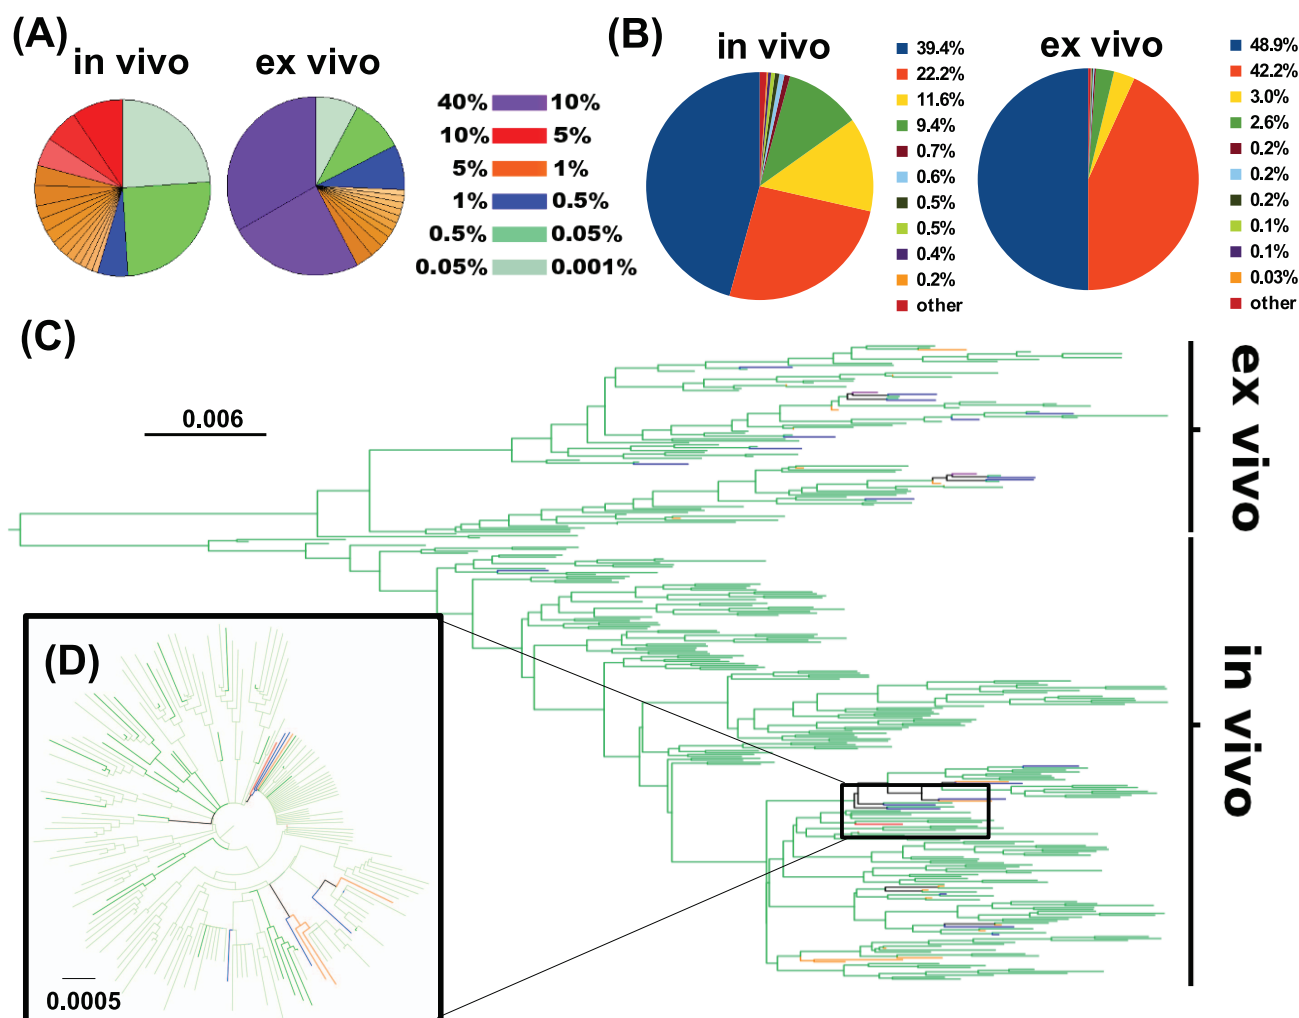 (A)
in vivo
ex vivo
40% 10%
10% 5%
5% 1%
1% 0.5%
0.5% 0.05%
0.05% 0.001%
(B)
in vivo
39.4%
22.2%
11.6%
9.4%
0.7%
0.6%
0.5%
0.5%
0.4%
0.2%
other
ex vivo
48.9%
42.2%
3.0%
2.6%
0.2%
0.2%
0.2%
0.1%
0.1%
0.03%
other
(C)
0.006
ex vivo
in vivo
(D)
0.0005